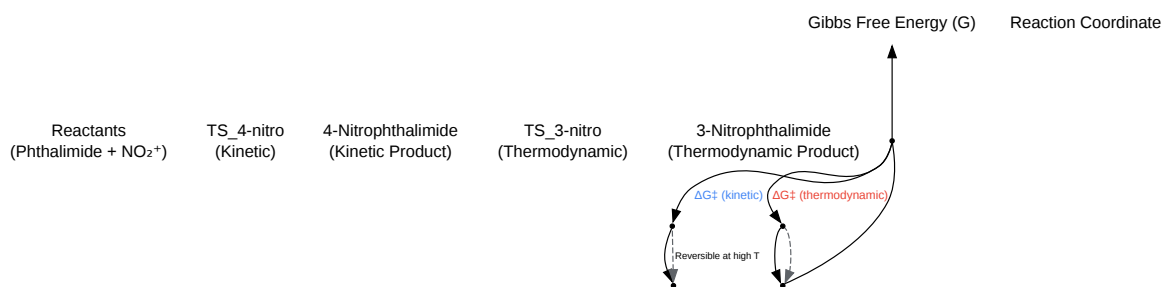 Gibbs Free Energy (G)
Reaction Coordinate
Reactants
(Phthalimide + NO₂⁺)
TS_4-nitro
(Kinetic)
4-Nitrophthalimide
(Kinetic Product)
TS_3-nitro
(Thermodynamic)
3-Nitrophthalimide
(Thermodynamic Product)
ΔG‡ (kinetic)
ΔG‡ (thermodynamic)
Reversible at high T